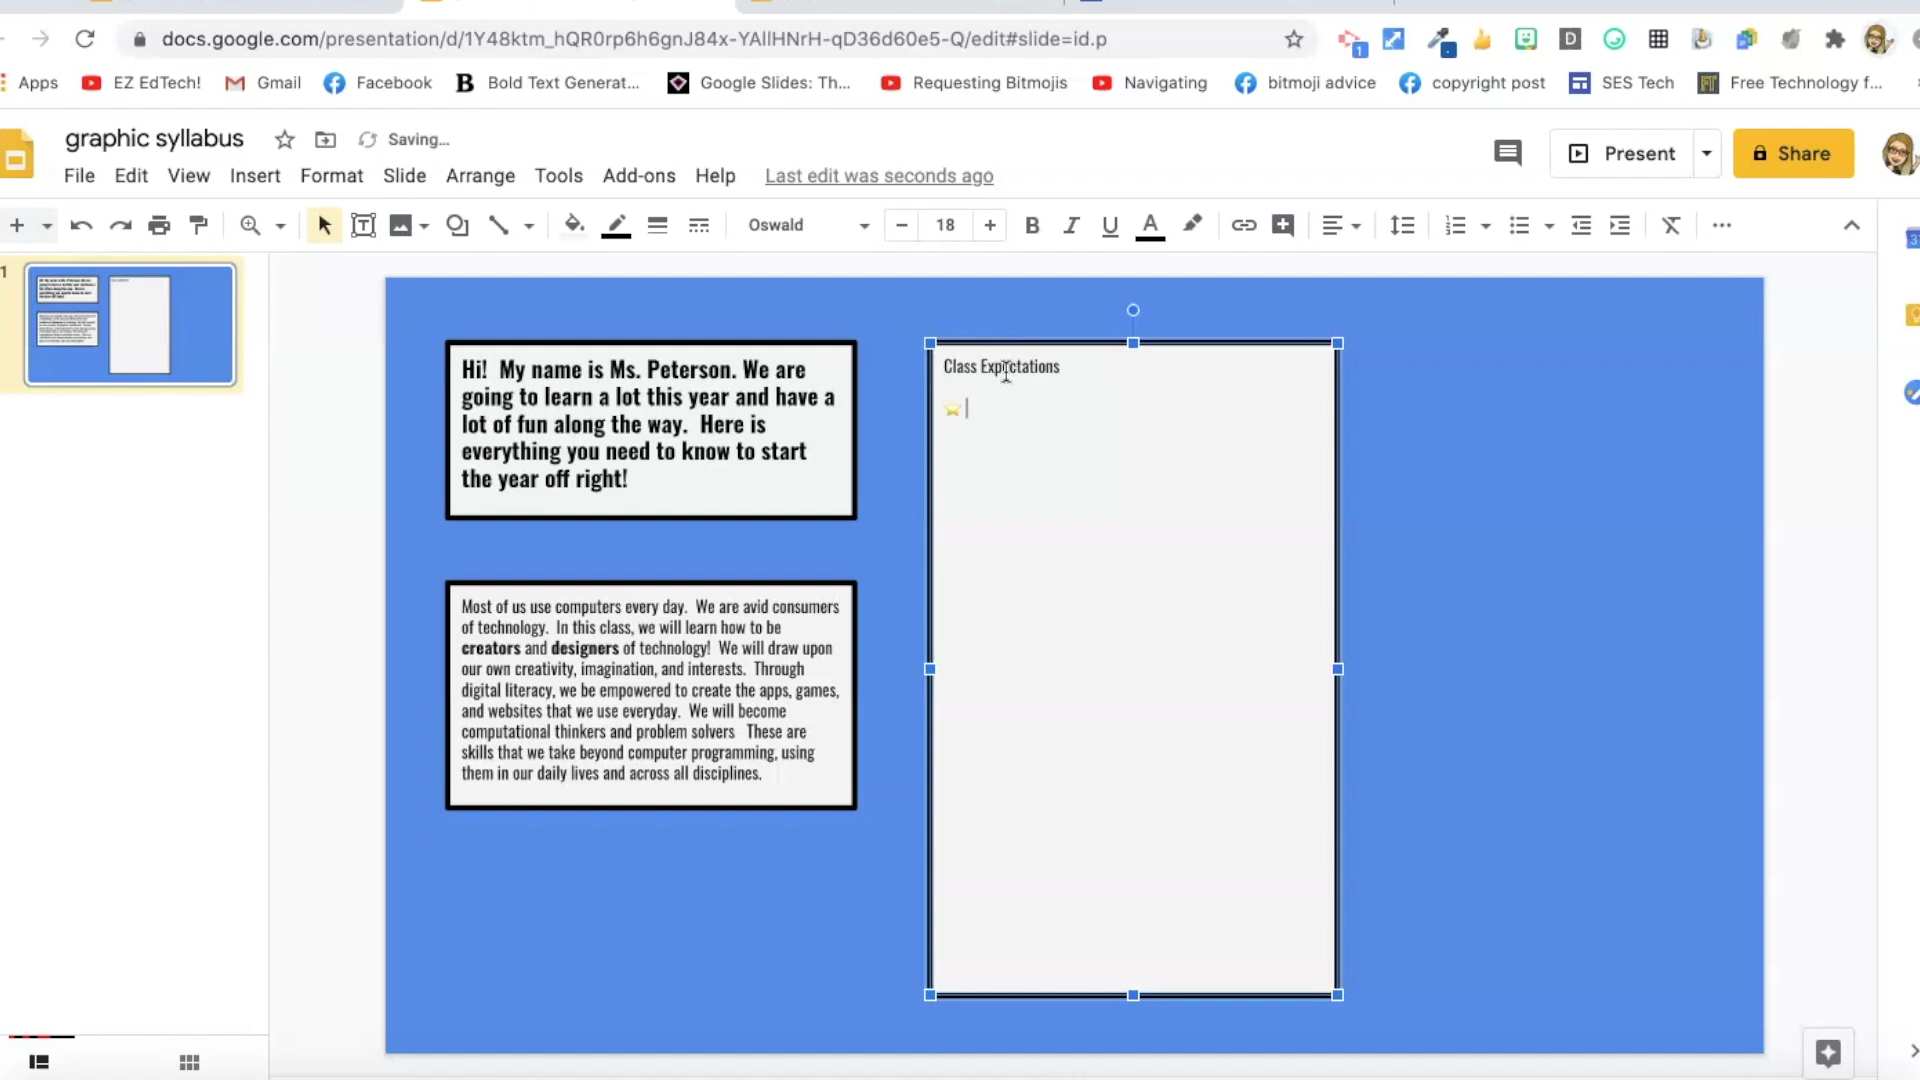 docs.google.com/presentation/d/1Y48ktm_hQR0rp6h6gnJ84x-YAllHNrH-qD36d60e5-Q/edit#slide=id.p
Apps EZ EdTech! Gmail Facebook Bold Text Generat... Google Slides: Th... Requesting Bitmojis Navigating bitmoji advice copyright post SES Tech Free Technology f...
graphic syllabus Saving...
Present Share
File Edit View Insert Format Slide Arrange Tools Add-ons Help Last edit was seconds ago
Oswald 18
1
Hi! My name is Ms. Peterson. We are
going to learn a lot this year and have a
lot of fun along the way. Here is
everything you need to know to start
the year off right!
Most of us use computers every day. We are avid consumers
of technology. In this class, we will learn how to be
creators and designers of technology! We will draw upon
our own creativity, imagination, and interests. Through
digital literacy, we be empowered to create the apps, games,
and websites that we use everyday. We will become
computational thinkers and problem solvers These are
skills that we take beyond computer programming, using
them in our daily lives and across all disciplines.
Class Expectations